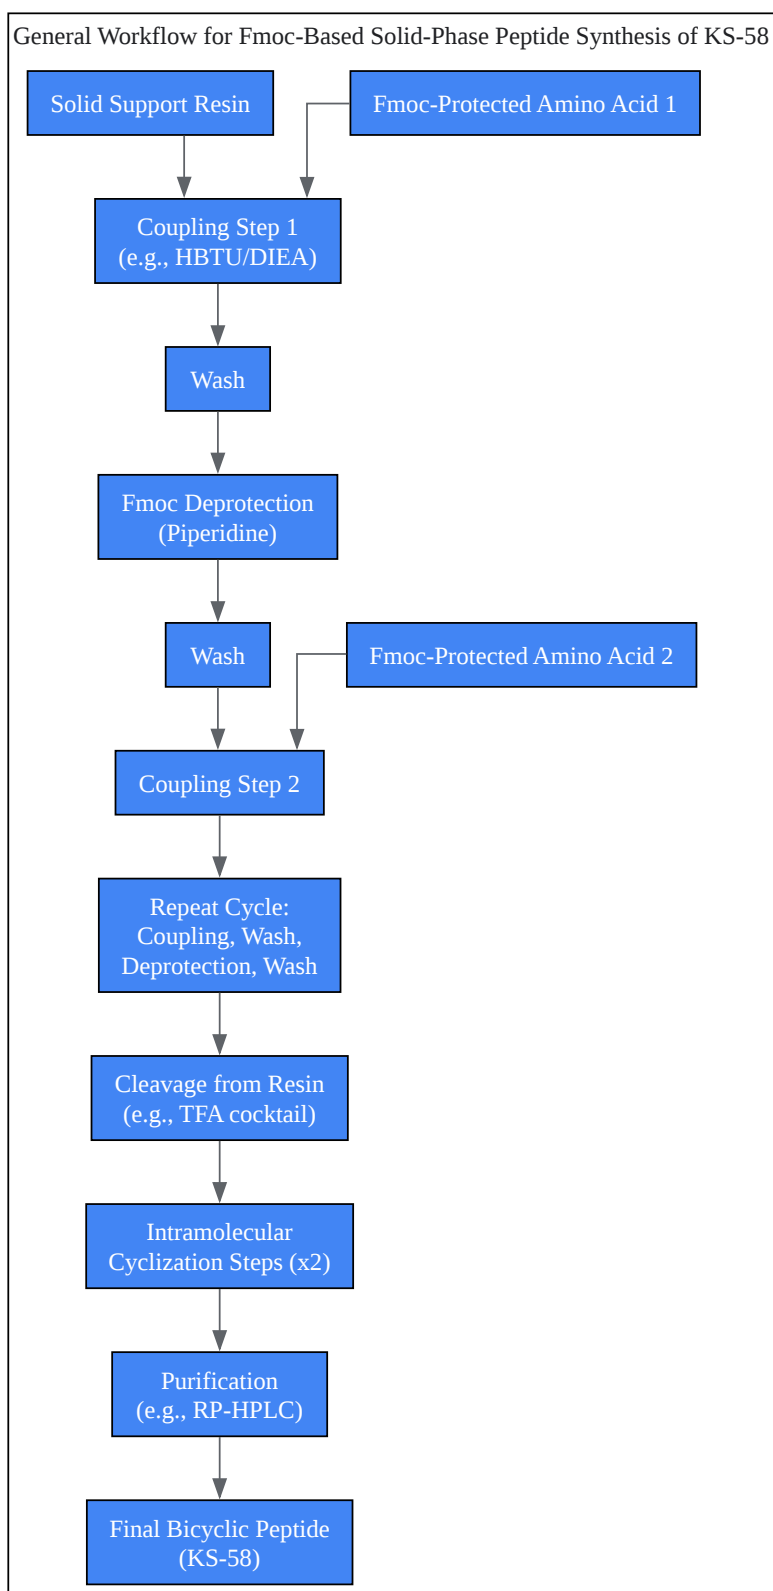 General Workflow for Fmoc-Based Solid-Phase Peptide Synthesis of KS-58
Solid Support Resin
Fmoc-Protected Amino Acid 1
Coupling Step 1
(e.g., HBTU/DIEA)
Wash
Fmoc Deprotection
(Piperidine)
Wash
Fmoc-Protected Amino Acid 2
Coupling Step 2
Repeat Cycle:
Coupling, Wash,
Deprotection, Wash
Cleavage from Resin
(e.g., TFA cocktail)
Intramolecular
Cyclization Steps (x2)
Purification
(e.g., RP-HPLC)
Final Bicyclic Peptide
(KS-58)